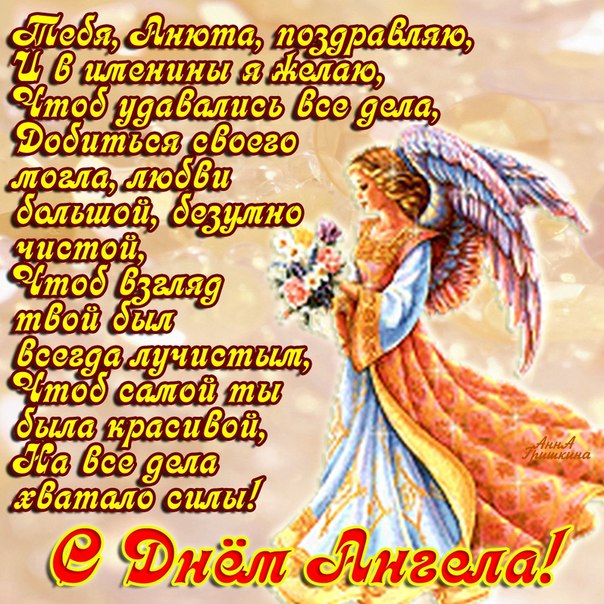 Тебя, Анюта, поздравляю,
И в именины я желаю,
Чтоб удавались все дела,
Добиться своего
могла, любви
большой, безумно
чистой,
Чтоб взгляд
твой был
всегда лучистым,
Чтоб самой ты
была красивой,
На все дела
хватало силы!
АннА
Гришкина
С Днём Ангела!